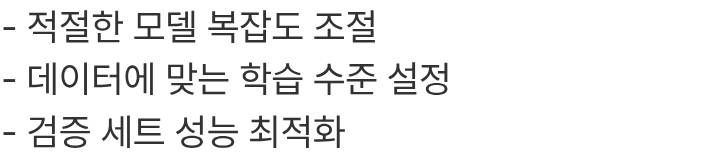 - 적절한 모델 복잡도 조절
- 데이터에 맞는 학습 수준 설정
- 검증 세트 성능 최적화